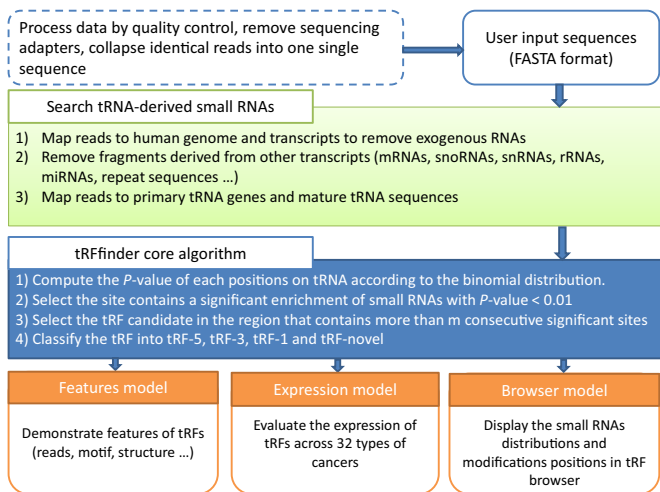 Process data by quality control, remove sequencing
adapters, collapse identical reads into one single
sequence
User input sequences
(FASTA format)
Search tRNA-derived small RNAs
1) Map reads to human genome and transcripts to remove exogenous RNAs
2) Remove fragments derived from other transcripts (mRNAs, snoRNAs, snRNAs, rRNAs,
miRNAs, repeat sequences ...)
3) Map reads to primary tRNA genes and mature tRNA sequences
tRFfinder core algorithm
1) Compute the P-value of each positions on tRNA according to the binomial distribution.
2) Select the site contains a significant enrichment of small RNAs with P-value < 0.01
3) Select the tRF candidate in the region that contains more than m consecutive significant sites
4) Classify the tRF into tRF-5, tRF-3, tRF-1 and tRF-novel
Features model
Demonstrate features of tRFs
(reads, motif, structure ...)
Expression model
Evaluate the expression of
tRFs across 32 types of
cancers
Browser model
Display the small RNAs
distributions and
modifications positions in tRF
browser